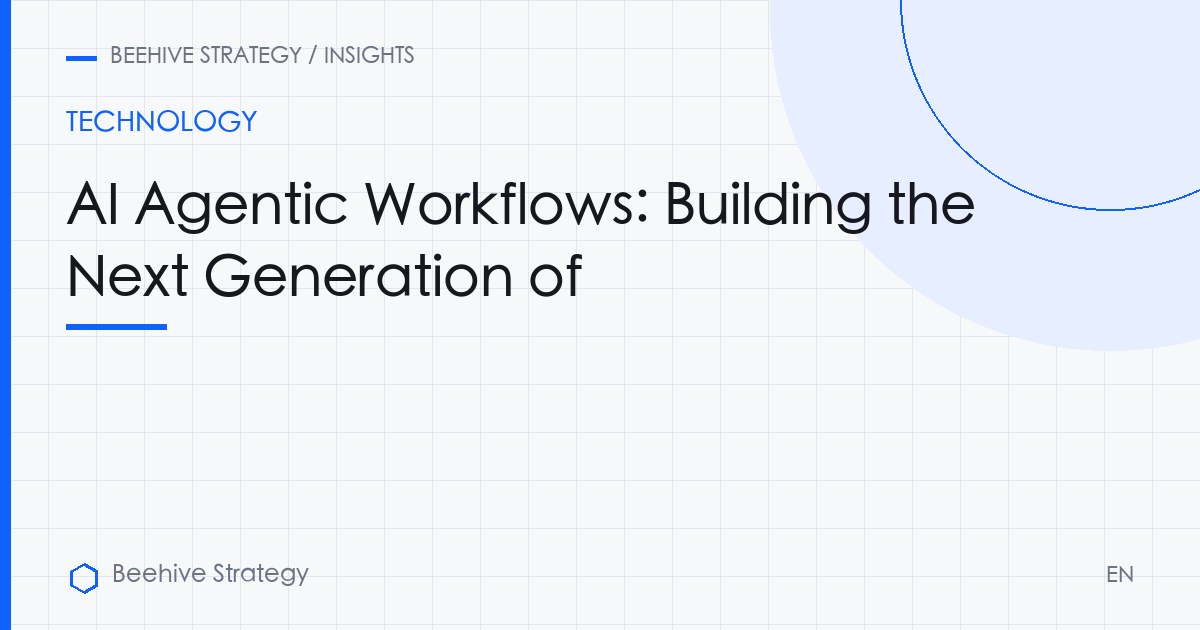 BEEHIVE STRATEGY / INSIGHTS
TECHNOLOGY
AI Agentic Workflows: Building the
Next Generation of
Beehive Strategy
EN